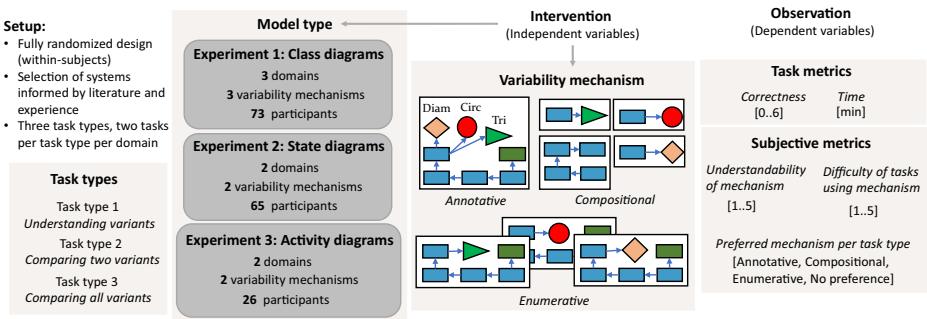 Setup:
• Fully randomized design
(within-subjects)
• Selection of systems
informed by literature and
experience
• Three task types, two tasks
per task type per domain
Task types
Task type 1
Understanding variants
Task type 2
Comparing two variants
Task type 3
Comparing all variants
Model type
Experiment 1: Class diagrams
3 domains
3 variability mechanisms
73 participants
Experiment 2: State diagrams
2 domains
2 variability mechanisms
65 participants
Experiment 3: Activity diagrams
2 domains
2 variability mechanisms
26 participants
Intervention
(Independent variables)
Variability mechanism
Diam Circ
Tri
Annotative
Compositional
Enumerative
Observation
(Dependent variables)
Task metrics
Correctness Time
[0..6] [min]
Subjective metrics
Understandability
of mechanism
[1..5]
Difficulty of tasks
using mechanism
[1..5]
Preferred mechanism per task type
[Annotative, Compositional,
Enumerative, No preference]